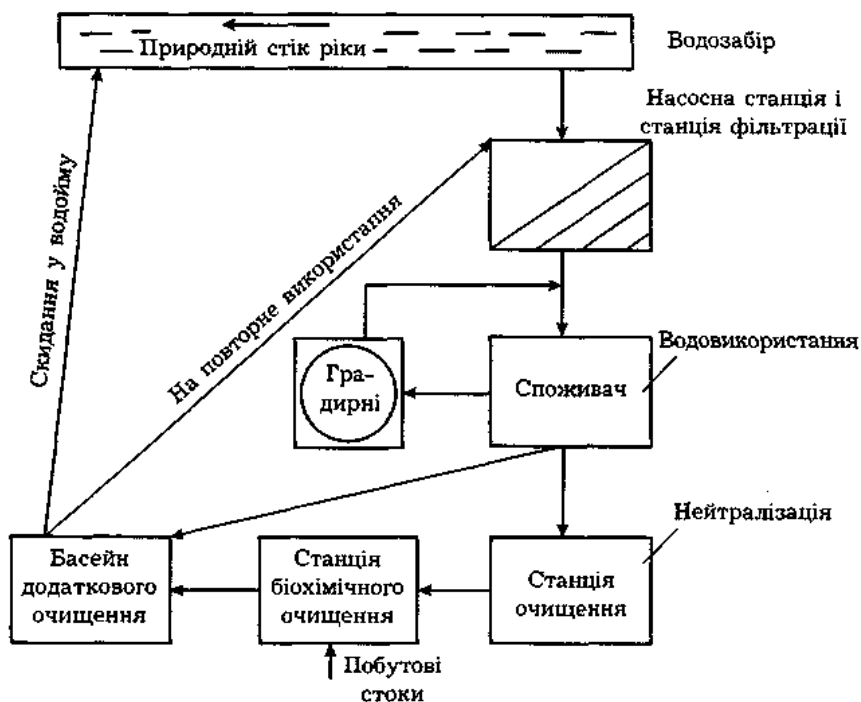 Природній стік ріки
Водозабір
Насосна станція і
станція фільтрації
Скидання у водойму
На повторне використання
Водовикористання
Гра-
дирні
Споживач
Нейтралізація
Басейн
додаткового
очищення
Станція
біохімічного
очищення
Станція
очищення
Побутові
стоки